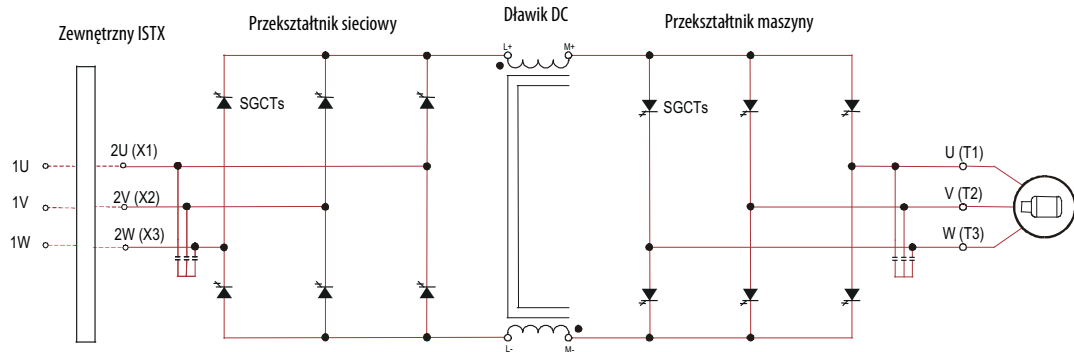 Zewnętrzny ISTX
Przekształtnik sieciowy
Dławik DC
Przekształtnik maszyny
L+
M+
SGCTs
SGCTs
1U
2U (X1)
U (T1)
1V
2V (X2)
V (T2)
1W
2W (X3)
W (T3)
L-
M-